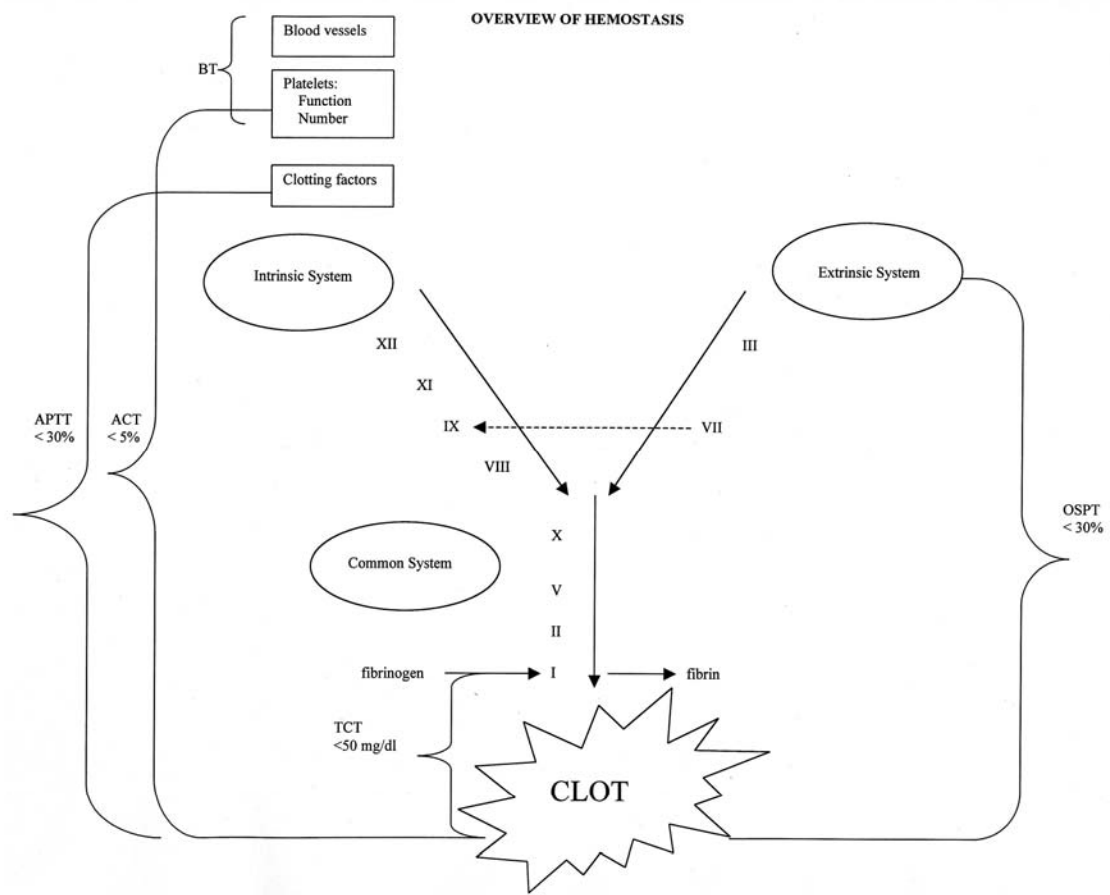 OVERVIEW OF HEMOSTASIS
Blood vessels
BT
Platelets:
Function
Number
Clotting factors
Intrinsic System
Extrinsic System
XII
III
XI
APTT
< 30%
ACT
< 5%
IX
VII
VIII
OSPT
< 30%
X
Common System
V
II
fibrinogen
I
fibrin
TCT
<50 mg/dl
CLOT